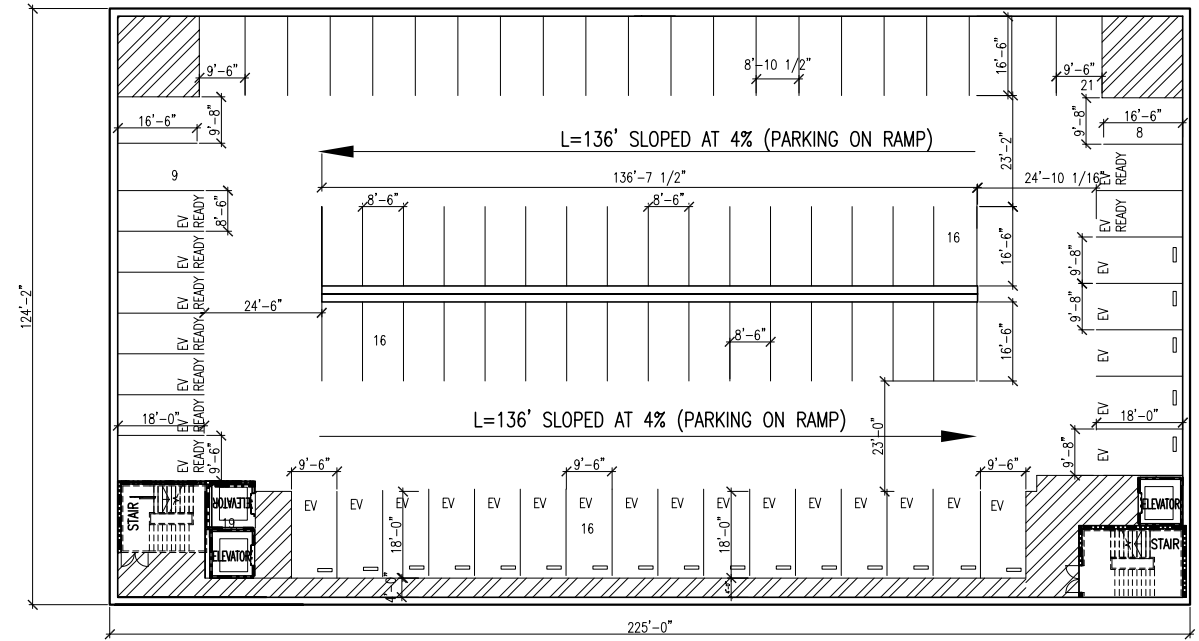 9'-6"
8'-10 1/2"
16'-6"
9'-6"
21
16'-6"
9'-8"
9'-8"
16'-6"
8
L=136' SLOPED AT 4% (PARKING ON RAMP)
23'-2"
9
136'-7 1/2"
24'-10 1/16"
EV READY
8'-6"
8'-6"
8'-6"
EV READY
EV READY
16
16'-6"
EV READY
9'-8"
EV
EV READY
124'-2"
24'-6"
9'-8"
EV
EV READY
16
8'-6"
16'-6"
EV
EV READY
18'-0"
L=136' SLOPED AT 4% (PARKING ON RAMP)
EV READY
EV
18'-0"
EV READY
9'-6"
23'-0"
9'-8"
EV
9'-6"
9'-6"
9'-6"
EV EV EV EV EV EV EV EV EV EV EV EV EV EV EV EV
STAIR
ELEVATOR
19
16
18'-0"
18'-0"
ELEVATOR
ELEVATOR
STAIR
225'-0"